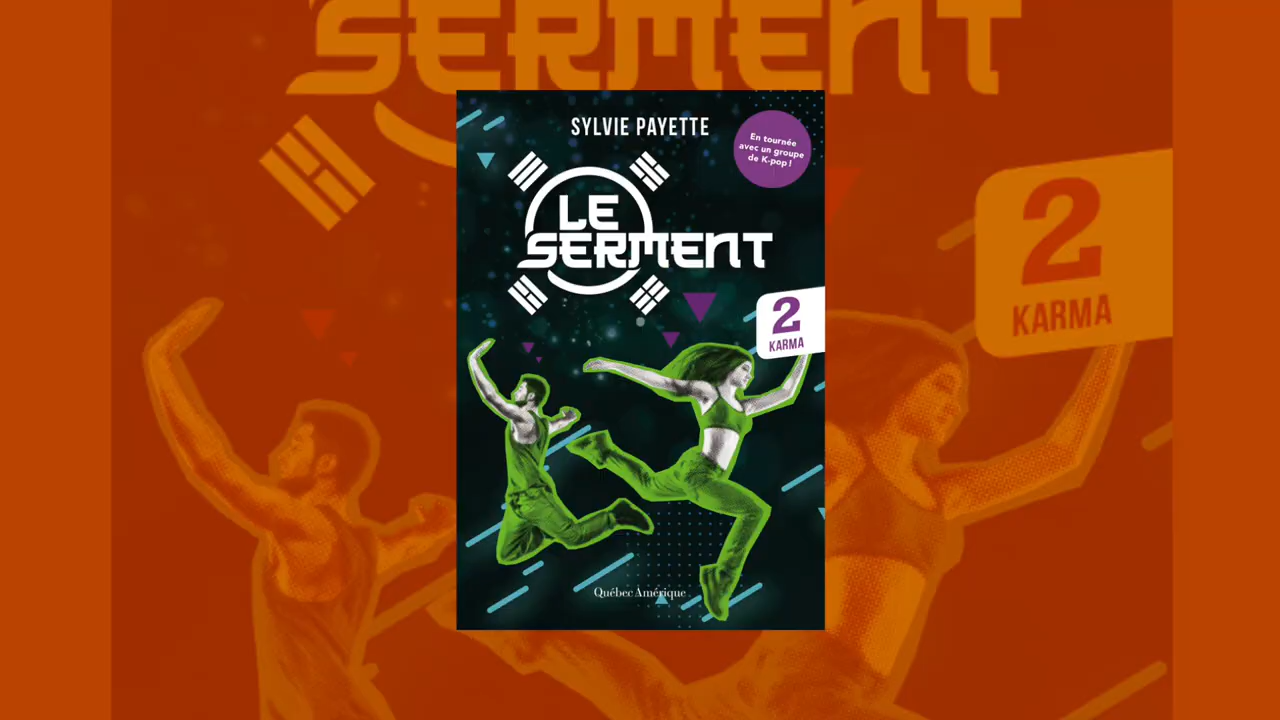 SERMENT
SYLVIE PAYETTE
En tournée
avec un groupe
de K-pop !
LE
SERMENT
2
KARMA
2
KARMA
Québec Amérique